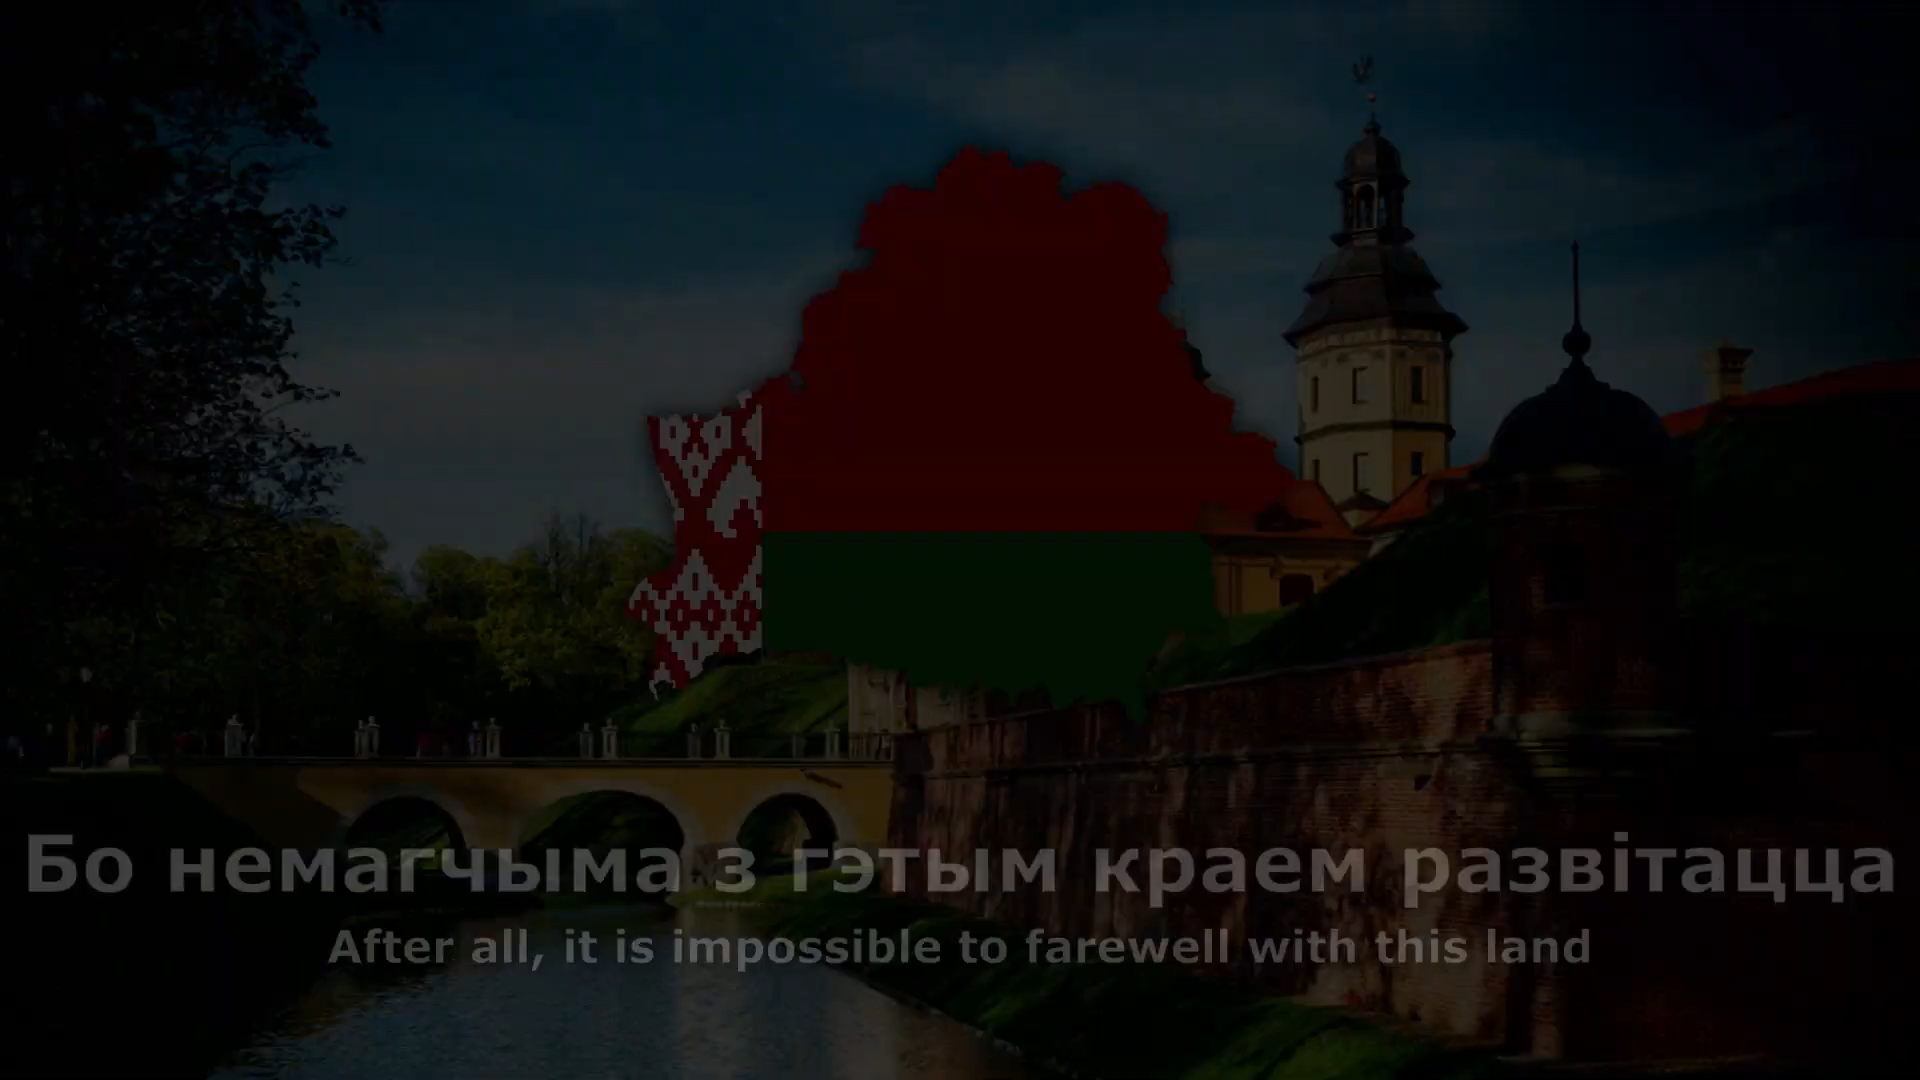 Бо немагчыма з гэтым краем развітацца
After all, it is impossible to farewell with this land